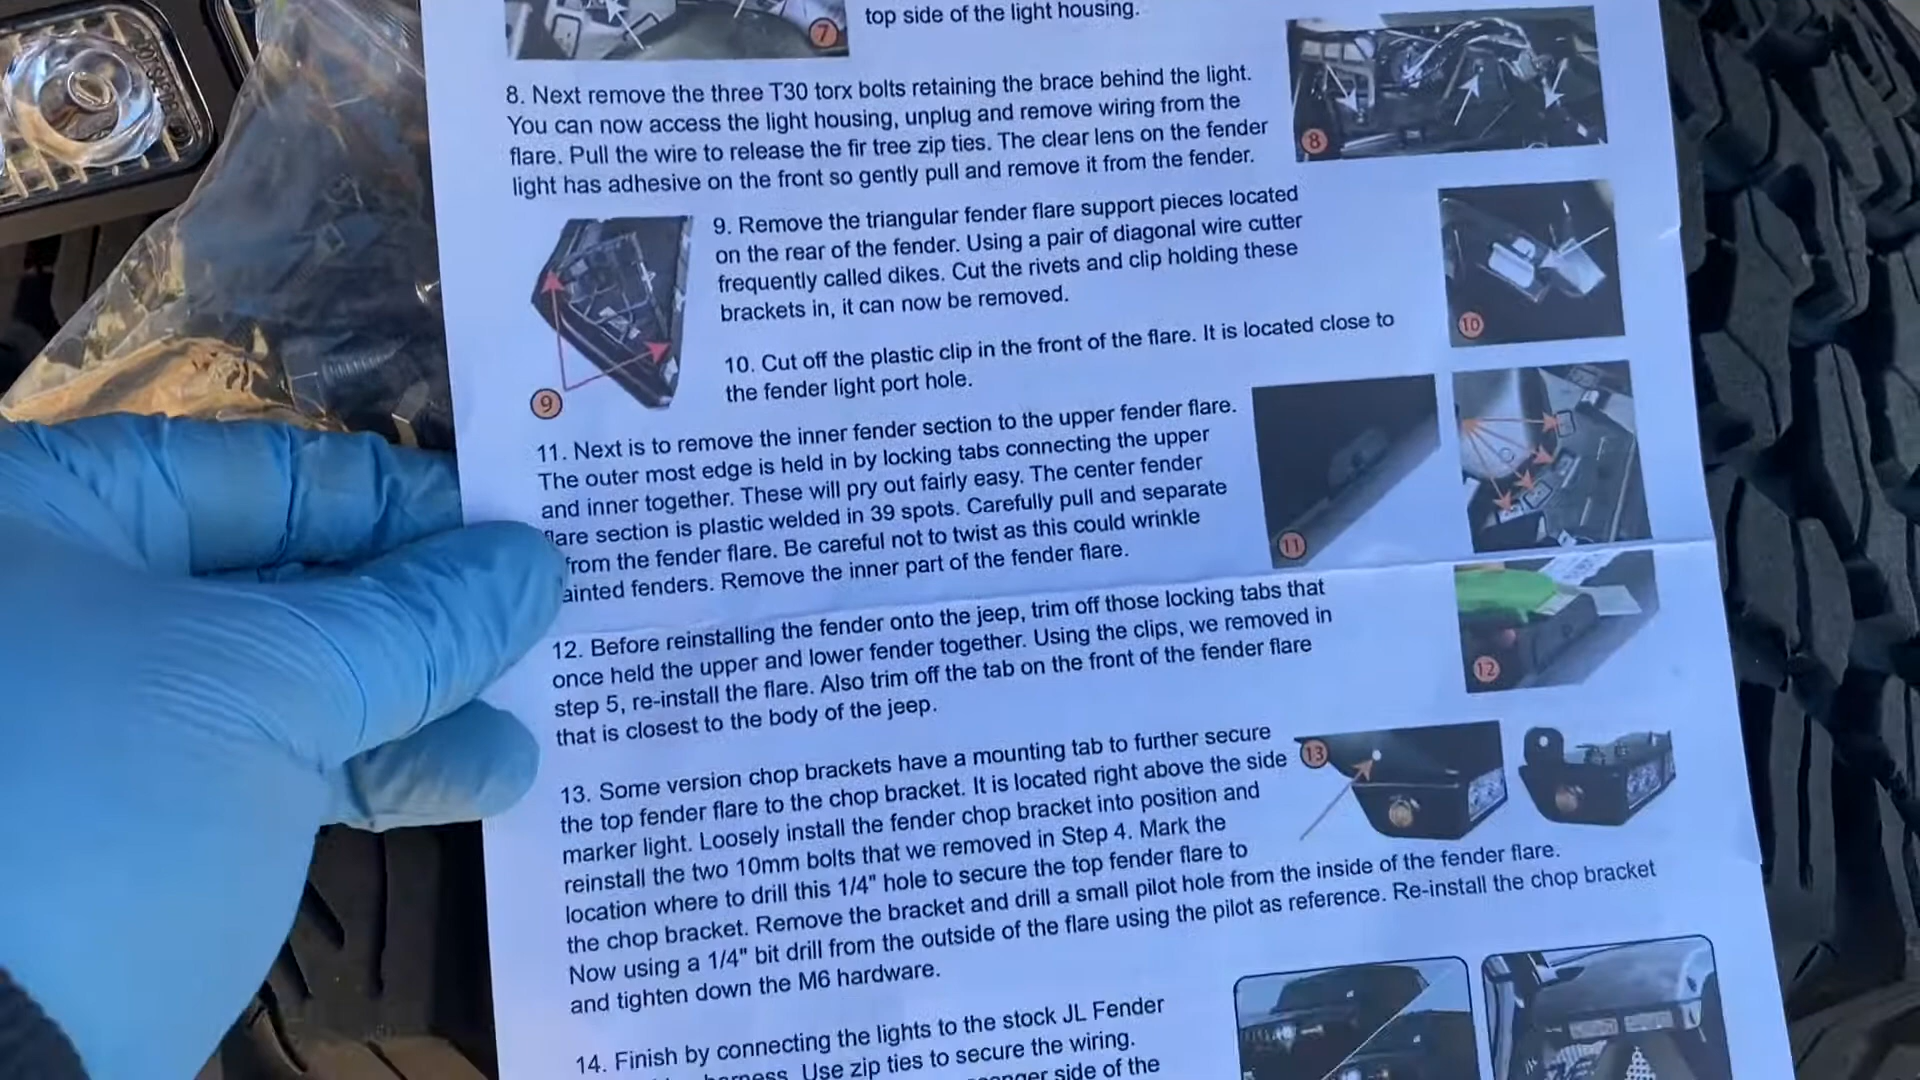 top side of the light housing.
7
8. Next remove the three T30 torx bolts retaining the brace behind the light.
You can now access the light housing, unplug and remove wiring from the
flare. Pull the wire to release the fir tree zip ties. The clear lens on the fender
light has adhesive on the front so gently pull and remove it from the fender.
8
9. Remove the triangular fender flare support pieces located
on the rear of the fender. Using a pair of diagonal wire cutter
frequently called dikes. Cut the rivets and clip holding these
brackets in, it can now be removed.
9
10. Cut off the plastic clip in the front of the flare. It is located close to
the fender light port hole.
10
11. Next is to remove the inner fender section to the upper fender flare.
The outer most edge is held in by locking tabs connecting the upper
and inner together. These will pry out fairly easy. The center fender
flare section is plastic welded in 39 spots. Carefully pull and separate
from the fender flare. Be careful not to twist as this could wrinkle
ainted fenders. Remove the inner part of the fender flare.
11
12. Before reinstalling the fender onto the jeep, trim off those locking tabs that
once held the upper and lower fender together. Using the clips, we removed in
step 5, re-install the flare. Also trim off the tab on the front of the fender flare
that is closest to the body of the jeep.
12
13. Some version chop brackets have a mounting tab to further secure
the top fender flare to the chop bracket. It is located right above the side
marker light. Loosely install the fender chop bracket into position and
reinstall the two 10mm bolts that we removed in Step 4. Mark the
location where to drill this 1/4" hole to secure the top fender flare to
the chop bracket. Remove the bracket and drill a small pilot hole from the inside of the fender flare.
Now using a 1/4" bit drill from the outside of the flare using the pilot as reference. Re-install the chop bracket
and tighten down the M6 hardware.
13
14. Finish by connecting the lights to the stock JL Fender
harness. Use zip ties to secure the wiring.
side of the